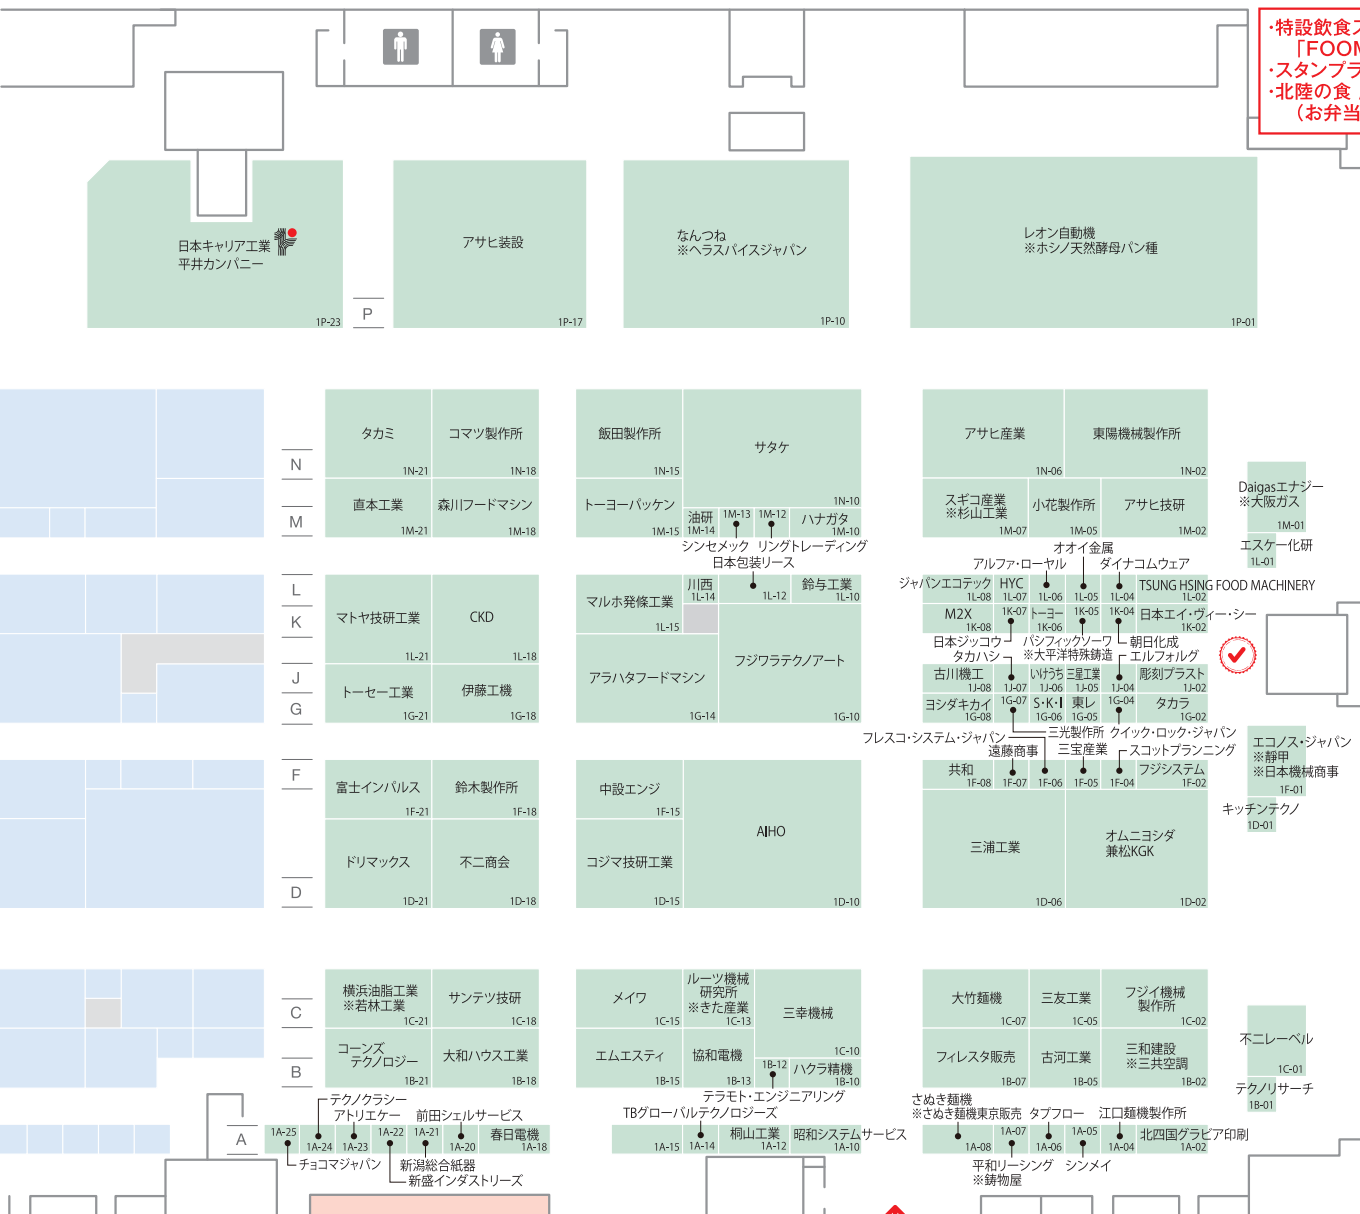 ・特設飲食ス
「FOOM
・スタンプラ
・北陸の食
（お弁当
日本キャリア工業
平井カンパニー
1P-23
P
アサヒ装設
1P-17
なんつね
※ヘラスパイスジャパン
1P-10
レオン自動機
※ホシノ天然酵母パン種
1P-01
N
タカミ
1N-21
コマツ製作所
1N-18
飯田製作所
1N-15
サタケ
1N-10
アサヒ産業
1N-06
東陽機械製作所
1N-02
M
直本工業
1M-21
森川フードマシン
1M-18
トーヨーパッケン
1M-15
油研
1M-14
1M-13
シンセメック
1M-12
リングトレーディング
ハナガタ
1M-10
スギコ産業
※杉山工業
1M-07
小花製作所
1M-05
アサヒ技研
1M-02
Daigasエナジー
※大阪ガス
1M-01
エスケー化研
1L-01
日本包装リース
オオイ金属
アルファ・ローヤル
ダイナコムウェア
L
K
マトヤ技研工業
1L-21
CKD
1L-18
マルホ発條工業
1L-15
川西
1L-14
1L-12
鈴与工業
1L-10
ジャパンエコテック
1L-08
HYC
1L-07
1L-06
1L-05
1L-04
TSUNG HSING FOOD MACHINERY
1L-02
M2X
1K-08
1K-07
トーヨー
1K-06
1K-05
1K-04
日本エイ・ヴィー・シー
1K-02
日本ジッコウ
パシフィックソーワ
※大平洋特殊鋳造
朝日化成
タカハシ
エルフォルグ
J
G
トーセー工業
1G-21
伊藤工機
1G-18
アラハタフードマシン
1G-14
フジワラテクノアート
1G-10
古川機工
1J-08
1J-07
いけうち
1J-06
三星工業
1J-05
1J-04
彫刻プラスト
1J-02
ヨシダキカイ
1G-08
1G-07
S・K・I
1G-06
東レ
1G-05
1G-04
タカラ
1G-02
三光製作所
クイック・ロック・ジャパン
フレスコ・システム・ジャパン
遠藤商事
三宝産業
スコットプランニング
エコノス・ジャパン
※靜甲
※日本機械商事
1F-01
キッチンテクノ
1D-01
F
富士インパルス
1F-21
鈴木製作所
1F-18
中設エンジ
1F-15
AIHO
1D-10
共和
1F-08
1F-07
1F-06
1F-05
1F-04
フジシステム
1F-02
D
ドリマックス
1D-21
不二商会
1D-18
コジマ技研工業
1D-15
三浦工業
1D-06
オムニヨシダ
兼松KGK
1D-02
C
横浜油脂工業
※若林工業
1C-21
サンテツ技研
1C-18
メイワ
1C-15
ルーツ機械
研究所
※きた産業
1C-13
三幸機械
1C-10
大竹麺機
1C-07
三友工業
1C-05
フジイ機械
製作所
1C-02
不二レーベル
1C-01
B
コーンズ
テクノロジー
1B-21
大和ハウス工業
1B-18
エムエスティ
1B-15
協和電機
1B-13
1B-12
ハクラ精機
1B-10
フィレスタ販売
1B-07
古河工業
1B-05
三和建設
※三共空調
1B-02
テクノリサーチ
1B-01
テラモト・エンジニアリング
テクノクラシー
アトリエケー
前田シェルサービス
TBグローバルテクノロジーズ
さぬき麺機
※さぬき麺機東京販売
タブフロー
江口麺機製作所
A
1A-25
1A-24
1A-23
1A-22
1A-21
1A-20
春日電機
1A-18
1A-15
1A-14
桐山工業
1A-12
昭和システムサービス
1A-10
1A-08
1A-07
1A-06
1A-05
1A-04
北四国グラビア印刷
1A-02
チョコマジャパン
新潟総合紙器
新盛インダストリーズ
平和リーシング
※鋳物屋
シンメイ